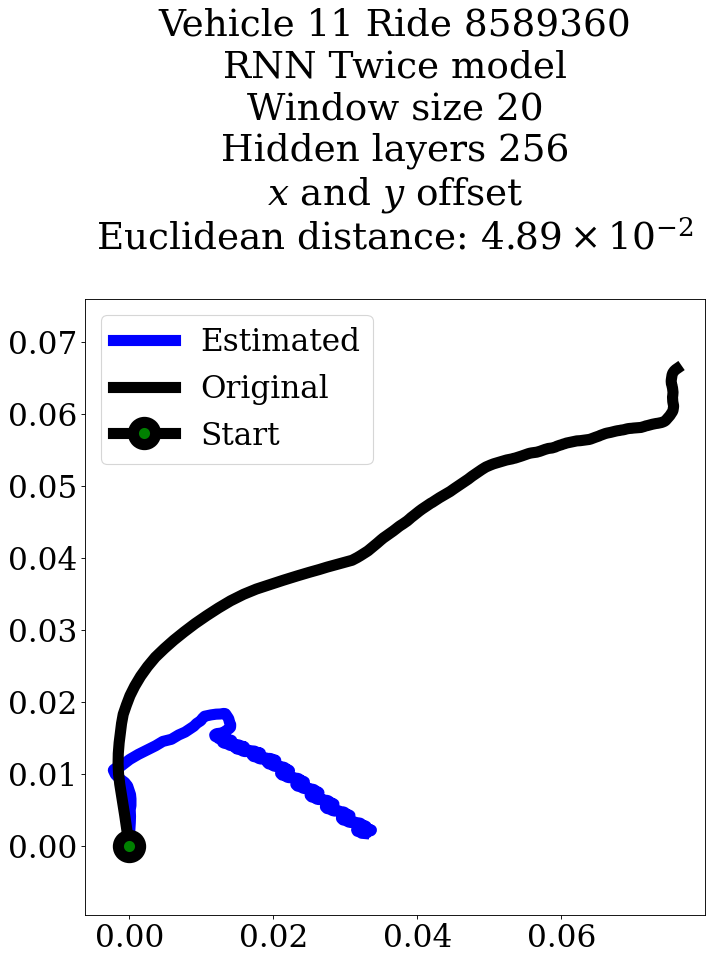 Vehicle 11 Ride 8589360
RNN Twice model
Window size 20
Hidden layers 256
x and y offset
Euclidean distance: 4.89 × 10⁻²
Estimated
Original
Start
0.07
0.06
0.05
0.04
0.03
0.02
0.01
0.00
0.00 0.02 0.04 0.06